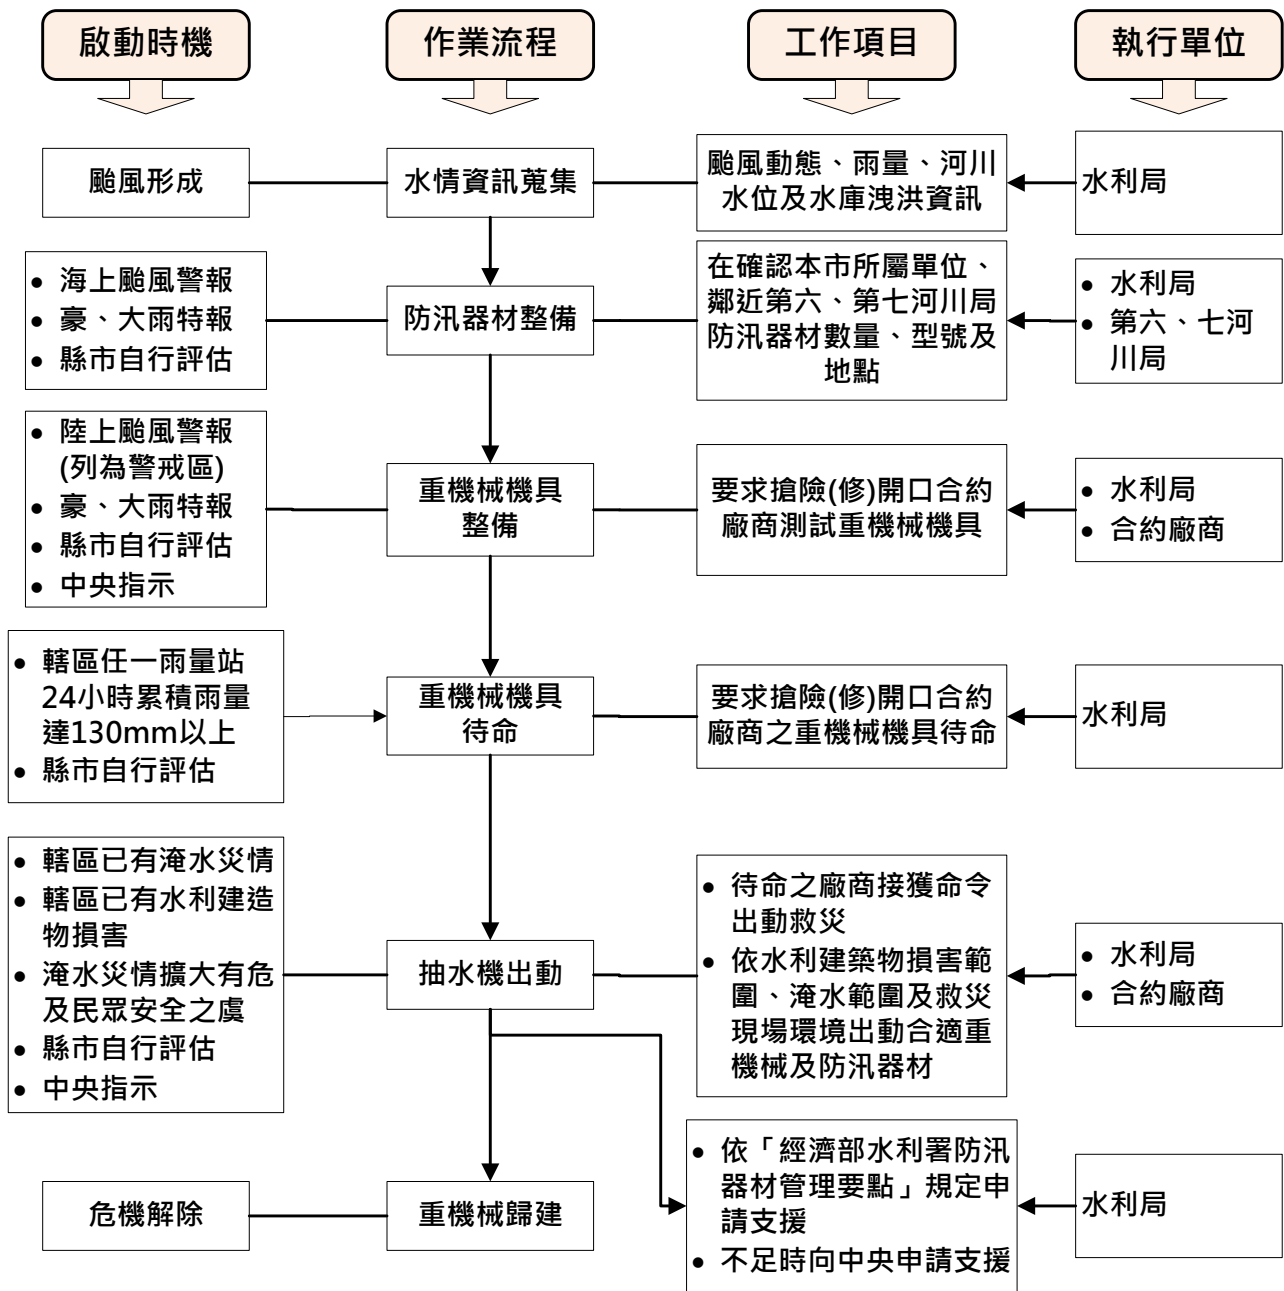 啟動時機
作業流程
工作項目
執行單位
颱風形成
水情資訊蒐集
颱風動態、雨量、河川
水位及水庫洩洪資訊
水利局
• 海上颱風警報
• 豪、大雨特報
• 縣市自行評估
防汛器材整備
在確認本市所屬單位、
鄰近第六、第七河川局
防汛器材數量、型號及
地點
• 水利局
• 第六、七河
川局
• 陸上颱風警報
(列為警戒區)
• 豪、大雨特報
• 縣市自行評估
• 中央指示
重機械機具
整備
要求搶險(修)開口合約
廠商測試重機械機具
• 水利局
• 合約廠商
• 轄區任一雨量站
24小時累積雨量
達130mm以上
• 縣市自行評估
重機械機具
待命
要求搶險(修)開口合約
廠商之重機械機具待命
水利局
• 轄區已有淹水災情
• 轄區已有水利建造
物損害
• 淹水災情擴大有危
及民眾安全之虞
• 縣市自行評估
• 中央指示
抽水機出動
• 待命之廠商接獲命令
出動救災
• 依水利建築物損害範
圍、淹水範圍及救災
現場環境出動合適重
機械及防汛器材
• 水利局
• 合約廠商
危機解除
重機械歸建
• 依「經濟部水利署防汛
器材管理要點」規定申
請支援
• 不足時向中央申請支援
水利局